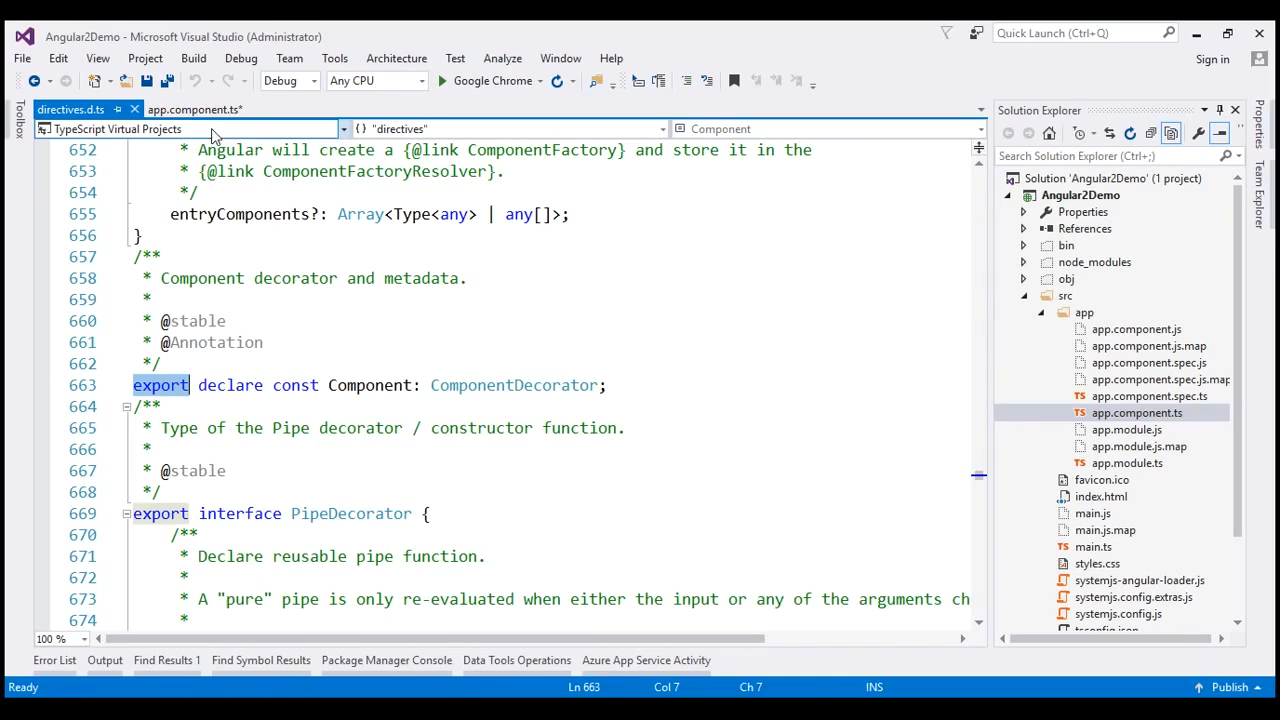 Angular2Demo - Microsoft Visual Studio (Administrator)
Quick Launch (Ctrl+Q)
File Edit View Project Build Debug Team Tools Architecture Test Analyze Window Help
Sign in
Debug Any CPU Google Chrome
Toolbox
directives.d.ts app.component.ts*
TypeScript Virtual Projects {} "directives" Component
652 * Angular will create a {@link ComponentFactory} and store it in the
653 * {@link ComponentFactoryResolver}.
654 */
655 entryComponents?: Array<Type<any> | any[]>;
656 }
657 /**
658 * Component decorator and metadata.
659 *
660 * @stable
661 * @Annotation
662 */
663 export declare const Component: ComponentDecorator;
664 /**
665 * Type of the Pipe decorator / constructor function.
666 *
667 * @stable
668 */
669 export interface PipeDecorator {
670 /**
671 * Declare reusable pipe function.
672 *
673 * A "pure" pipe is only re-evaluated when either the input or any of the arguments ch
674 *
100 %
Solution Explorer
Search Solution Explorer (Ctrl+;)
Solution 'Angular2Demo' (1 project)
Angular2Demo
Properties
References
bin
node_modules
obj
src
app
app.component.js
app.component.js.map
app.component.spec.js
app.component.spec.js.map
TS app.component.spec.ts
TS app.component.ts
app.module.js
app.module.js.map
TS app.module.ts
favicon.ico
index.html
main.js
main.js.map
TS main.ts
styles.css
systemjs-angular-loader.js
systemjs.config.extras.js
systemjs.config.js
tsconfig.json
Properties
Team Explorer
Error List Output Find Results 1 Find Symbol Results Package Manager Console Data Tools Operations Azure App Service Activity
Ready Ln 663 Col 7 Ch 7 INS Publish